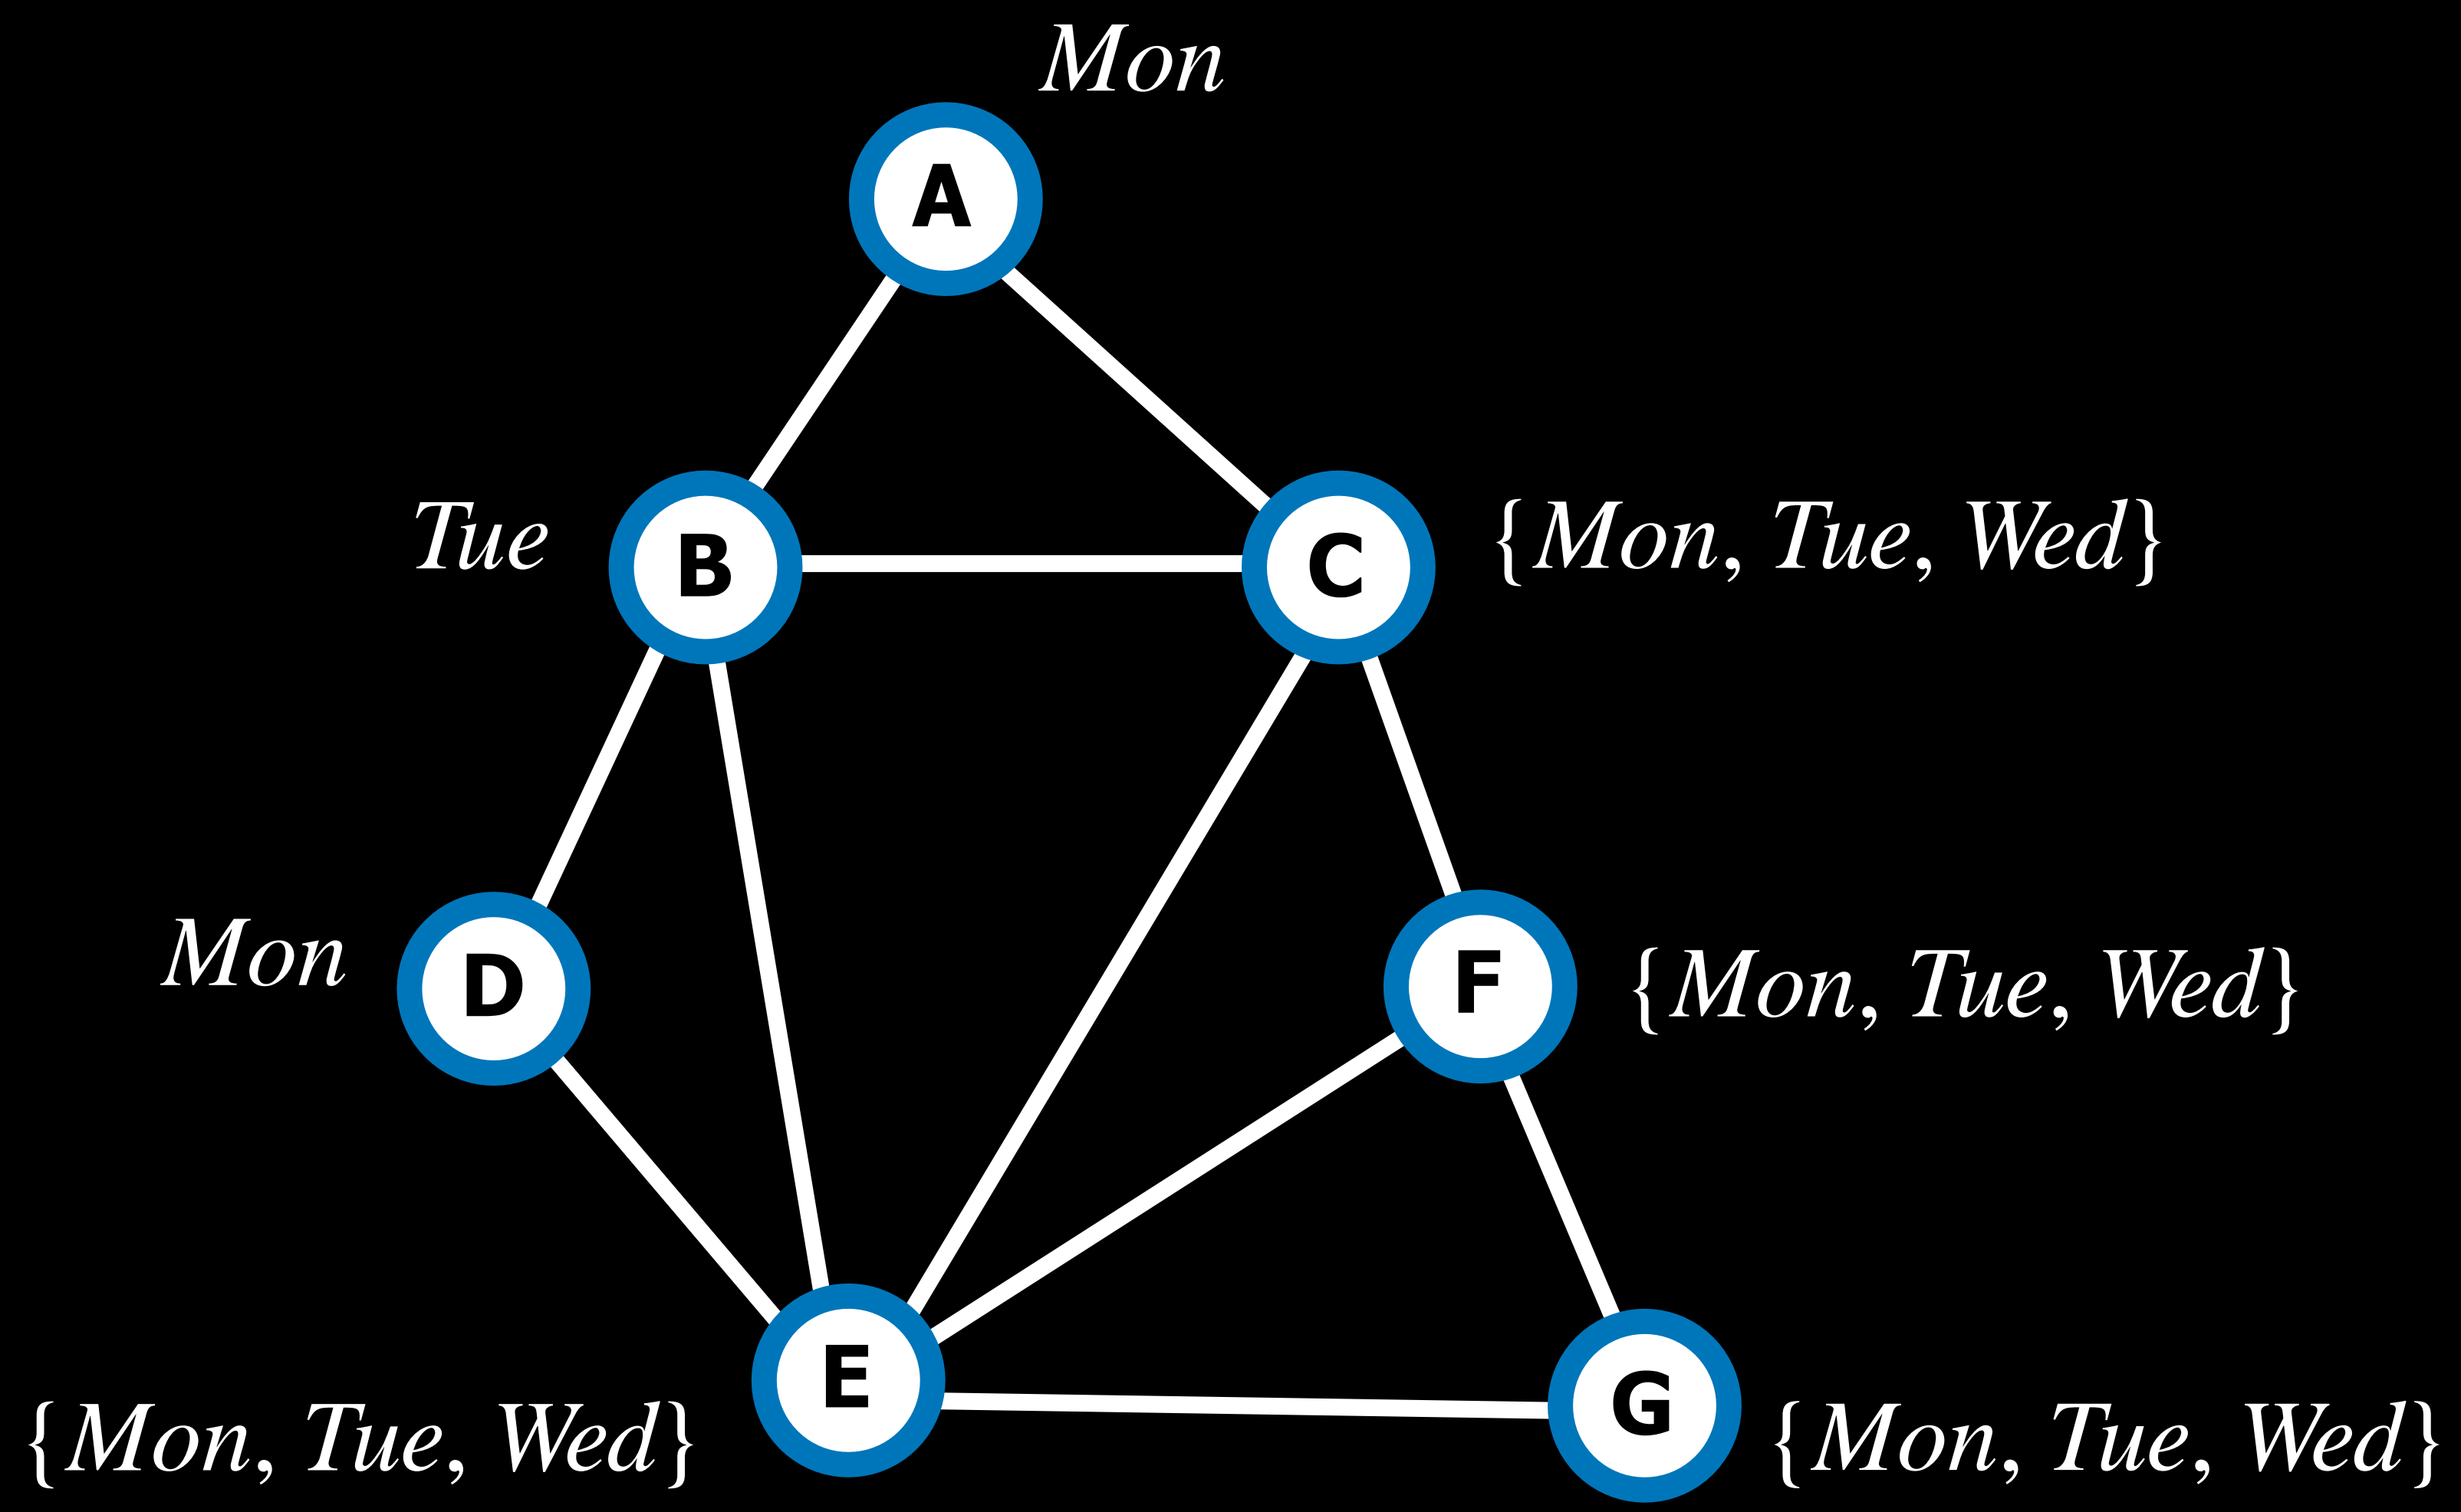 Mon
A
Tue
B
C
{Mon, Tue, Wed}
Mon
D
F
{Mon, Tue, Wed}
E
G
{Mon, Tue, Wed}
{Mon, Tue, Wed}